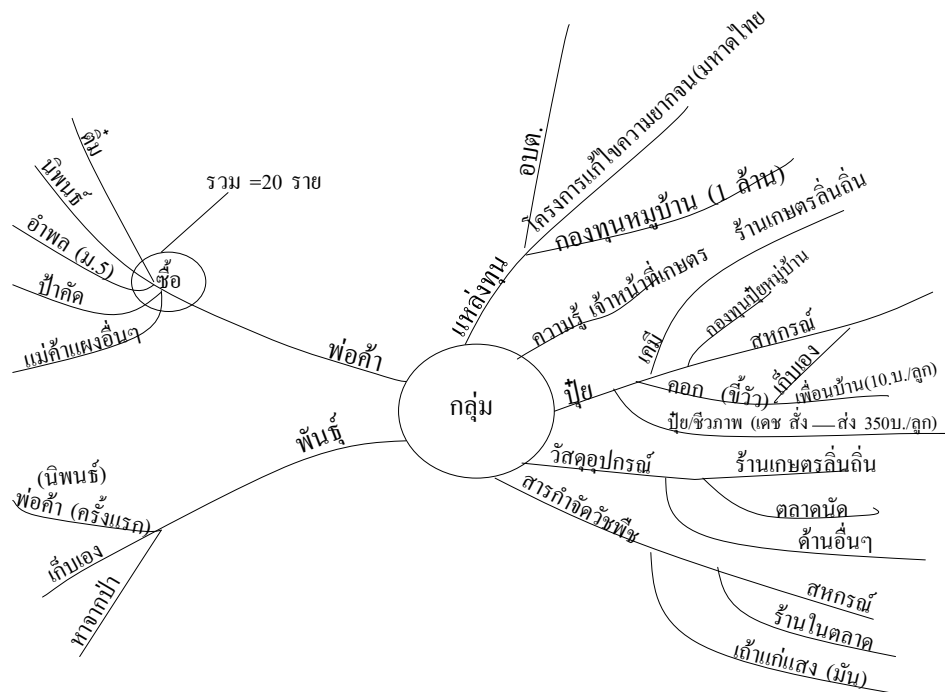 ตุ๋ม
นิพนธ์
อำพล (ม.5)
ป้าคัด
แม่ค้าแผงอื่นๆ
ซื้อ
รวม =20 ราย
พ่อค้า
กลุ่ม
แหล่งทุน
อบต.
โครงการแก้ไขความยากจน(มหาดไทย
กองทุนหมูบ้าน (1 ล้าน)
ความรู้ เจ้าหน้าที่เกษตร
ปุ๋ย
เคมี
ร้านเกษตรลิ่นถิ่น
กองทุนปุ๋ยหมู่บ้าน
สหกรณ์
คอก (ขี้วัว)
เก็บเอง
เพื่อนบ้าน(10.บ./ลูก)
ปุ๋ย/ชีวภาพ (เดช สั่ง — ส่ง 350บ./ลูก)
วัสดุอุปกรณ์
ร้านเกษตรลิ่นถิ่น
ตลาดนัด
ด้านอื่นๆ
สารกำจัดวัชพืช
สหกรณ์
ร้านในตลาด
เถ้าแก่แสง (มัน)
พันธุ์
(นิพนธ์)
พ่อค้า (ครั้งแรก)
เก็บเอง
หาจากป่า